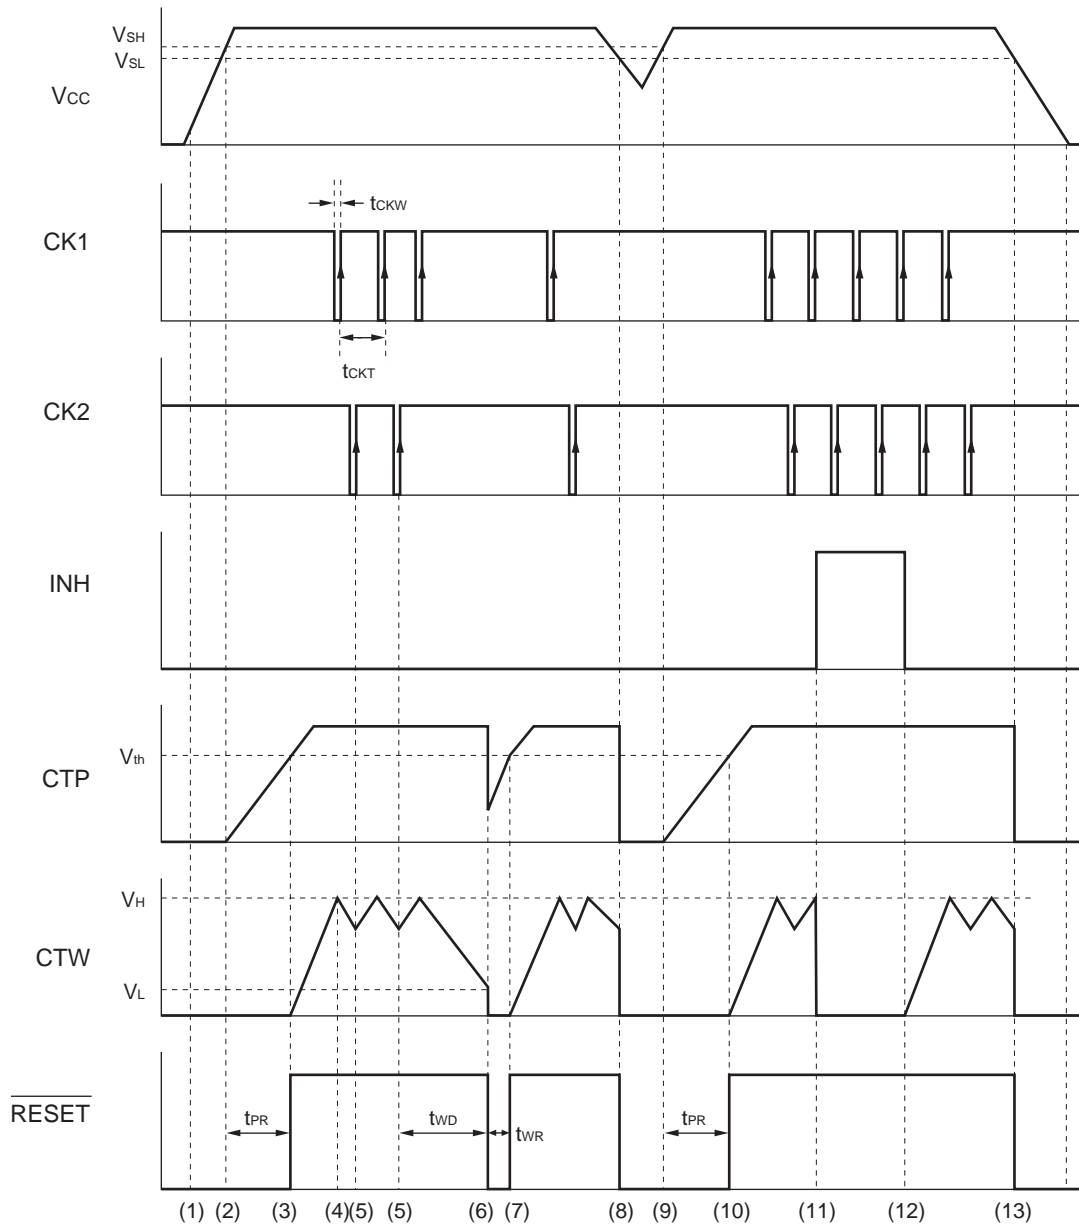 VSH
VSL
VCC
tCKW
CK1
tCKT
CK2
INH
Vth
CTP
VH
CTW
VL
RESET
tPR
tWD
tWR
tPR
(1) (2) (3) (4)(5) (5) (6) (7) (8) (9) (10) (11) (12) (13)